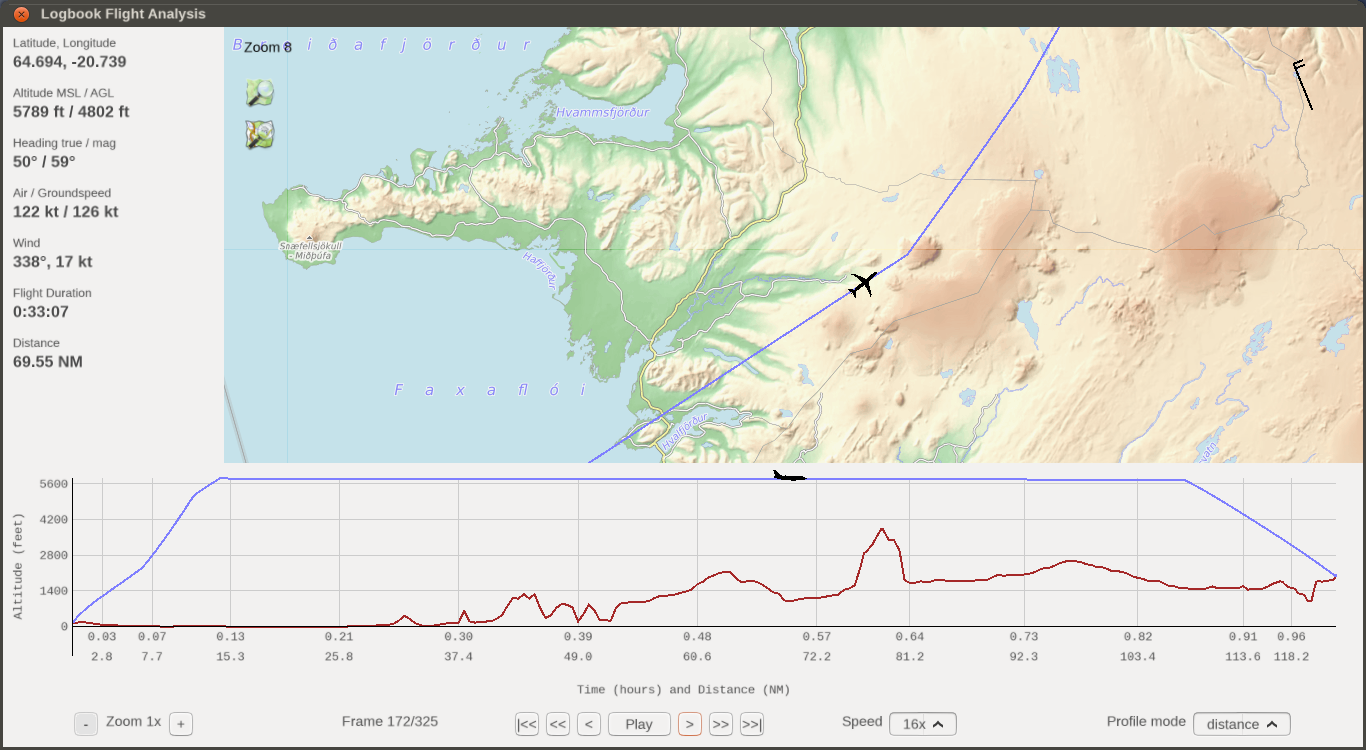 Logbook Flight Analysis
Latitude, Longitude
64.694, -20.739
Altitude MSL / AGL
5789 ft / 4802 ft
Heading true / mag
50° / 59°
Air / Groundspeed
122 kt / 126 kt
Wind
338°, 17 kt
Flight Duration
0:33:07
Distance
69.55 NM
Zoom 8
iðafjörður
Hvammsfjörður
Snæfellsjökull
- Miðþúfa
Haffjörður
Faxaflói
Hvalfjörður
vatn
Altitude (feet)
5600
4200
2800
1400
0
0.03 0.07 0.13 0.21 0.30 0.39 0.48 0.57 0.64 0.73 0.82 0.91 0.96
2.8 7.7 15.3 25.8 37.4 49.0 60.6 72.2 81.2 92.3 103.4 113.6 118.2
Time (hours) and Distance (NM)
- Zoom 1x + Frame 172/325 |<< << < Play > >> >>| Speed 16x Profile mode distance